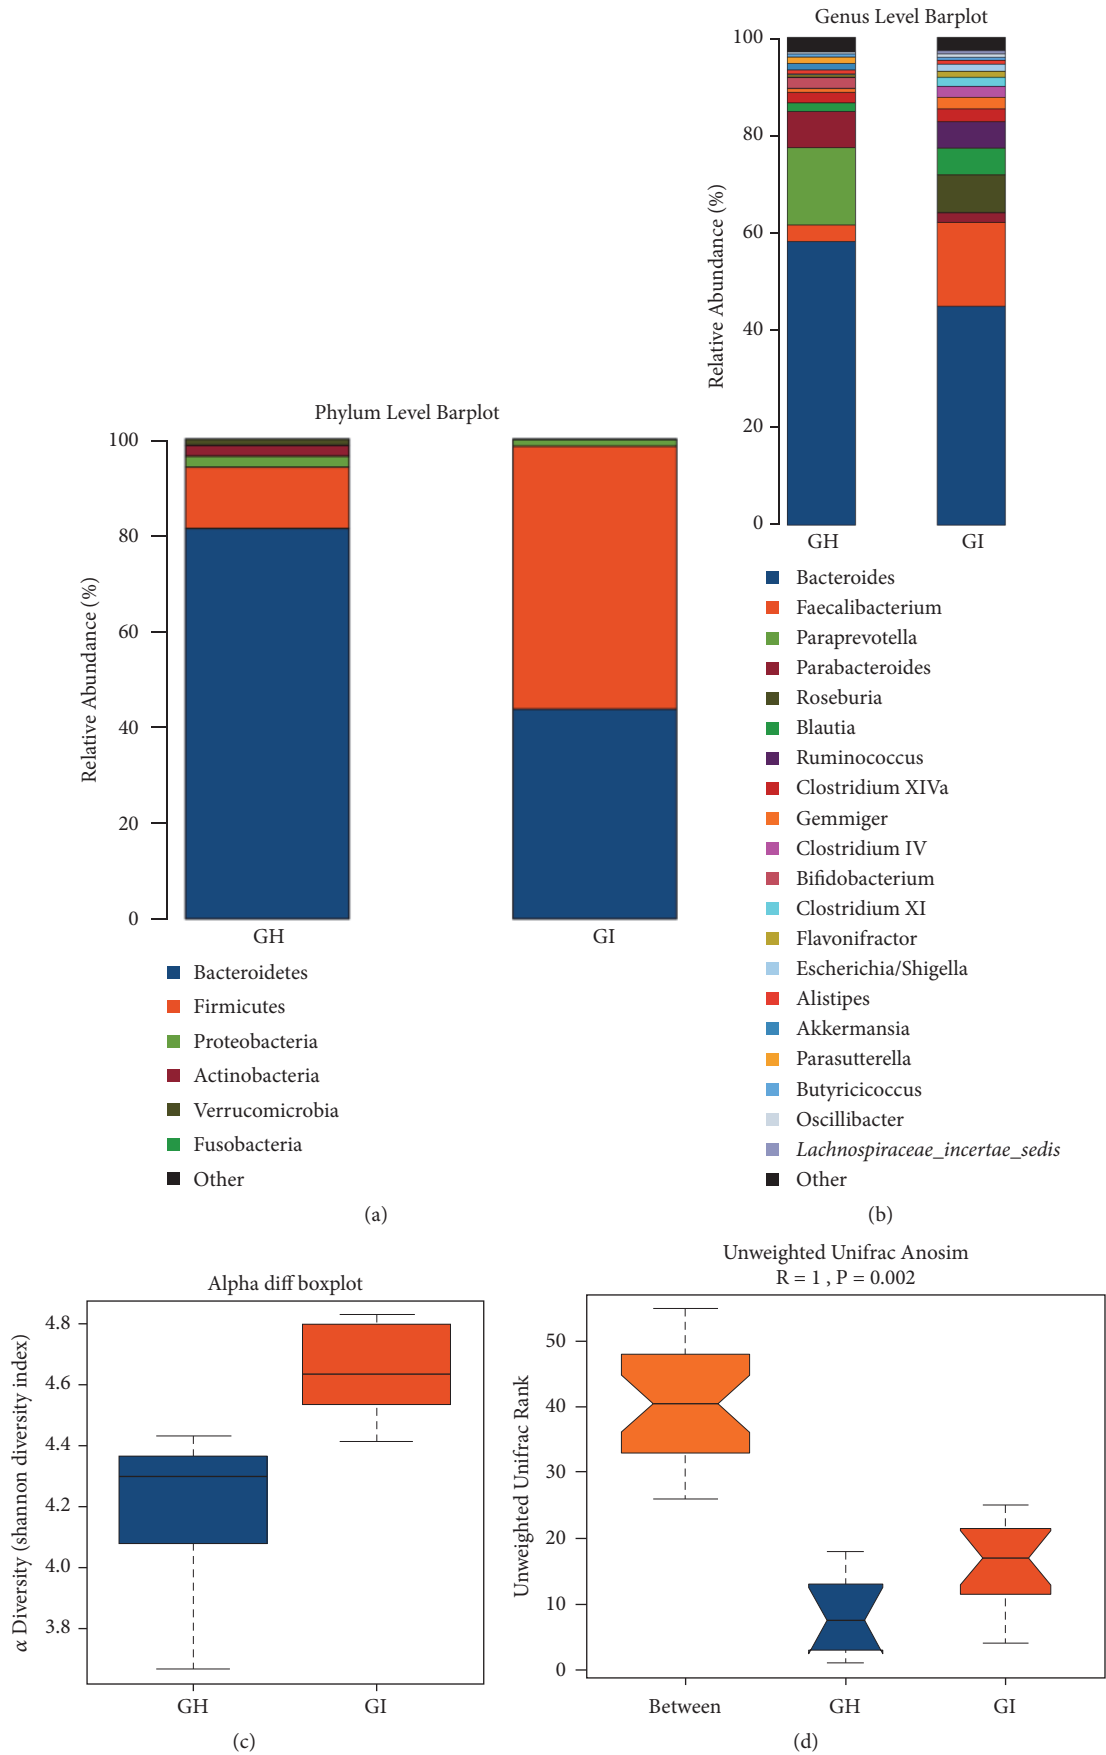 Phylum Level Barplot
Relative Abundance (%)
100
80
60
40
20
0
GH
GI
Bacteroidetes
Firmicutes
Proteobacteria
Actinobacteria
Verrucomicrobia
Fusobacteria
Other
(a)
Genus Level Barplot
Relative Abundance (%)
100
80
60
40
20
0
GH
GI
Bacteroides
Faecalibacterium
Paraprevotella
Parabacteroides
Roseburia
Blautia
Ruminococcus
Clostridium XIVa
Gemmiger
Clostridium IV
Bifidobacterium
Clostridium XI
Flavonifractor
Escherichia/Shigella
Alistipes
Akkermansia
Parasutterella
Butyricicoccus
Oscillibacter
Lachnospiraceae_incertae_sedis
Other
(b)
Alpha diff boxplot
α Diversity (shannon diversity index)
4.8
4.6
4.4
4.2
4.0
3.8
GH
GI
(c)
Unweighted Unifrac Anosim
R = 1 , P = 0.002
Unweighted Unifrac Rank
50
40
30
20
10
0
Between
GH
GI
(d)